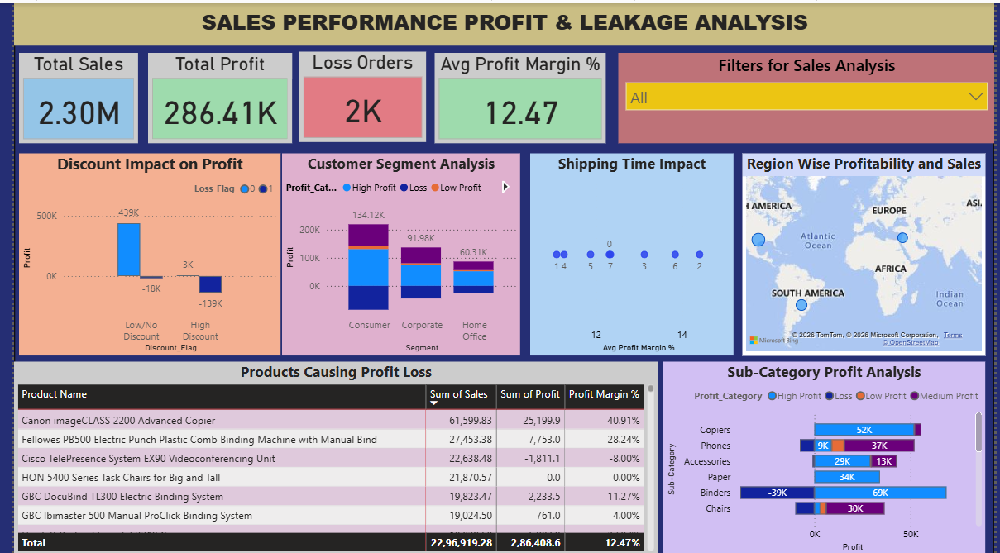 SALES PERFORMANCE PROFIT & LEAKAGE ANALYSIS
Total Sales
2.30M
Total Profit
286.41K
Loss Orders
2K
Avg Profit Margin %
12.47
Filters for Sales Analysis
All
Discount Impact on Profit
Loss_Flag 0 1
500K
0K
Profit
439K
-18K
3K
-139K
Low/No Discount
High Discount
Discount Flag
Customer Segment Analysis
Profit_Cat... High Profit Loss Low Profit
200K
100K
0K
Profit
134.12K
91.98K
60.31K
Consumer
Corporate
Home Office
Segment
Shipping Time Impact
0
1 4 5 7 3 6 2
12 14
Avg Profit Margin %
Region Wise Profitability and Sales
AMERICA
EUROPE
ASI
Atlantic Ocean
AFRICA
SOUTH AMERICA
Indian Ocean
Microsoft Bing
© 2026 TomTom, © 2026 Microsoft Corporation, Terms
© OpenStreetMap
Products Causing Profit Loss
Product Name Sum of Sales Sum of Profit Profit Margin %
Canon imageCLASS 2200 Advanced Copier 61,599.83 25,199.9 40.91%
Fellowes PB500 Electric Punch Plastic Comb Binding Machine with Manual Bind 27,453.38 7,753.0 28.24%
Cisco TelePresence System EX90 Videoconferencing Unit 22,638.48 -1,811.1 -8.00%
HON 5400 Series Task Chairs for Big and Tall 21,870.57 0.0 0.00%
GBC DocuBind TL300 Electric Binding System 19,823.47 2,233.5 11.27%
GBC Ibimaster 500 Manual ProClick Binding System 19,024.50 761.0 4.00%
Total 22,96,919.28 2,86,408.6 12.47%
Sub-Category Profit Analysis
Profit_Category High Profit Loss Low Profit Medium Profit
Sub-Category
Copiers 52K
Phones 9K 37K
Accessories 29K 13K
Paper 34K
Binders -39K 69K
Chairs 30K
0K 50K
Profit